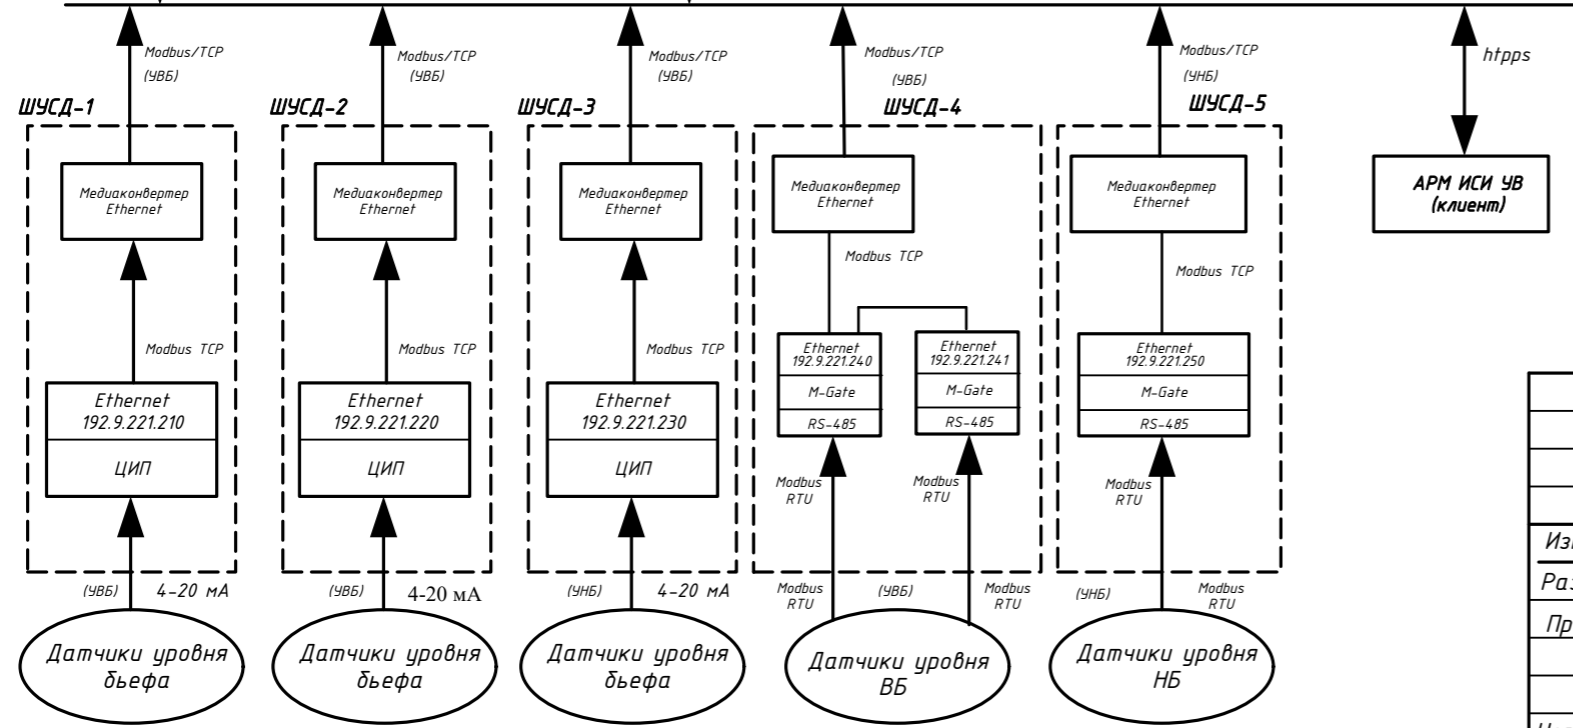 Modbus/TCP
(УВБ)
Modbus/TCP
(УВБ)
Modbus/TCP
(УВБ)
Modbus/TCP
(УВБ)
Modbus/TCP
(УНБ)
htpps
ШУСД-1
ШУСД-2
ШУСД-3
ШУСД-4
ШУСД-5
Медиаконвертер
Ethernet
Медиаконвертер
Ethernet
Медиаконвертер
Ethernet
Медиаконвертер
Ethernet
Медиаконвертер
Ethernet
АРМ ИСИ УВ
(клиент)
Modbus TCP
Modbus TCP
Modbus TCP
Modbus TCP
Modbus TCP
Ethernet
192.9.221.210
ЦИП
Ethernet
192.9.221.220
ЦИП
Ethernet
192.9.221.230
ЦИП
Ethernet
192.9.221.240
M-Gate
RS-485
Ethernet
192.9.221.241
M-Gate
RS-485
Ethernet
192.9.221.250
M-Gate
RS-485
Modbus
RTU
Modbus
RTU
Modbus
RTU
(УВБ) 4-20 мА
(УВБ) 4-20 мА
(УНБ) 4-20 мА
Modbus
RTU
(УВБ)
Modbus
RTU
(УНБ)
Modbus
RTU
Датчики уровня
бьефа
Датчики уровня
бьефа
Датчики уровня
бьефа
Датчики уровня
ВБ
Датчики уровня
НБ
Из
Раз
Пр